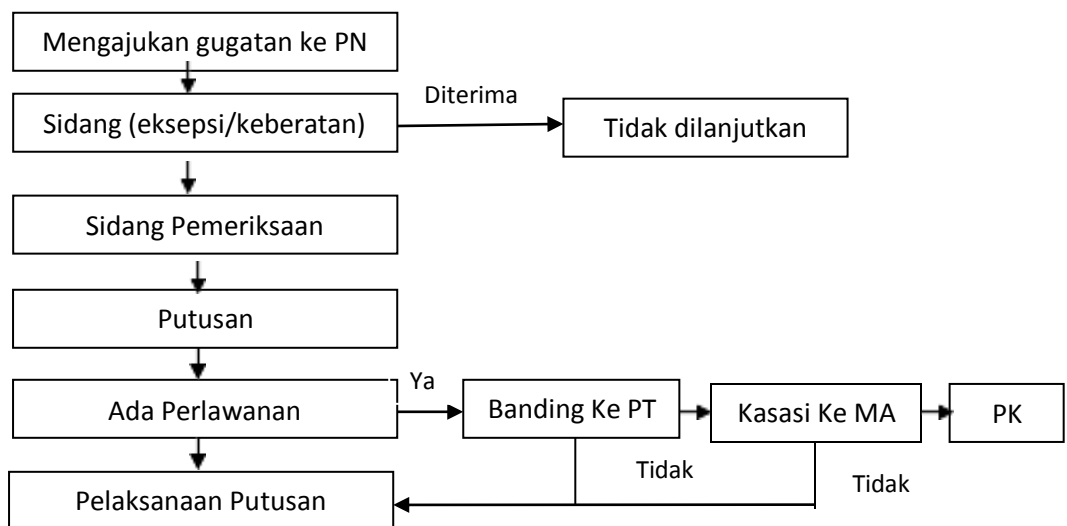 Mengajukan gugatan ke PN
Diterima
Sidang (eksepsi/keberatan)
Tidak dilanjutkan
Sidang Pemeriksaan
Putusan
Ya
Ada Perlawanan
Banding Ke PT
Kasasi Ke MA
PK
Tidak
Tidak
Pelaksanaan Putusan